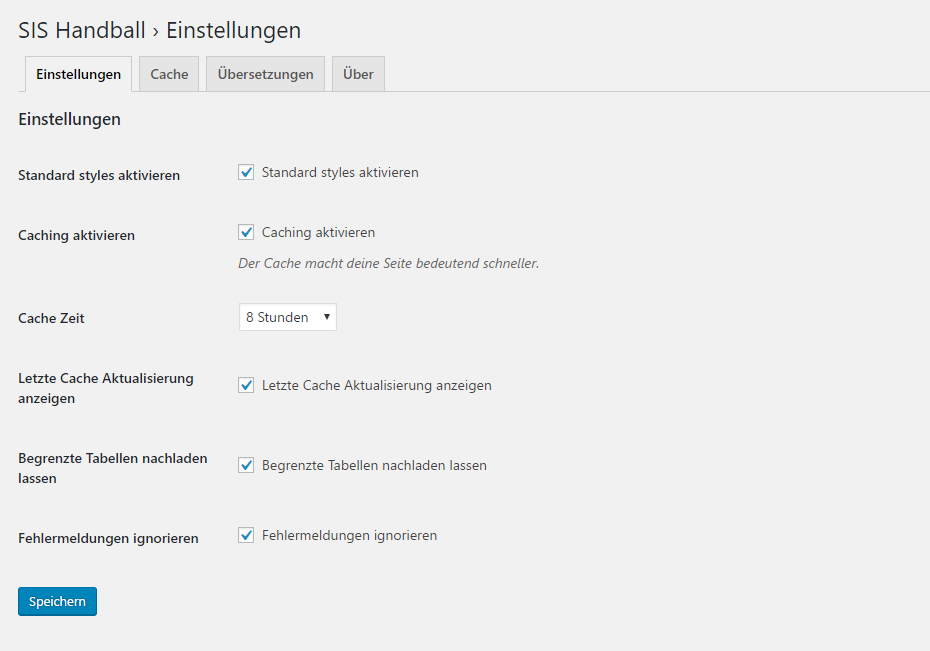 SIS Handball › Einstellungen
Einstellungen Cache Übersetzungen Über
Einstellungen
Standard styles aktivieren Standard styles aktivieren
Caching aktivieren Caching aktivieren
Der Cache macht deine Seite bedeutend schneller.
Cache Zeit 8 Stunden
Letzte Cache Aktualisierung
anzeigen
Letzte Cache Aktualisierung anzeigen
Begrenzte Tabellen nachladen
lassen
Begrenzte Tabellen nachladen lassen
Fehlermeldungen ignorieren Fehlermeldungen ignorieren
Speichern